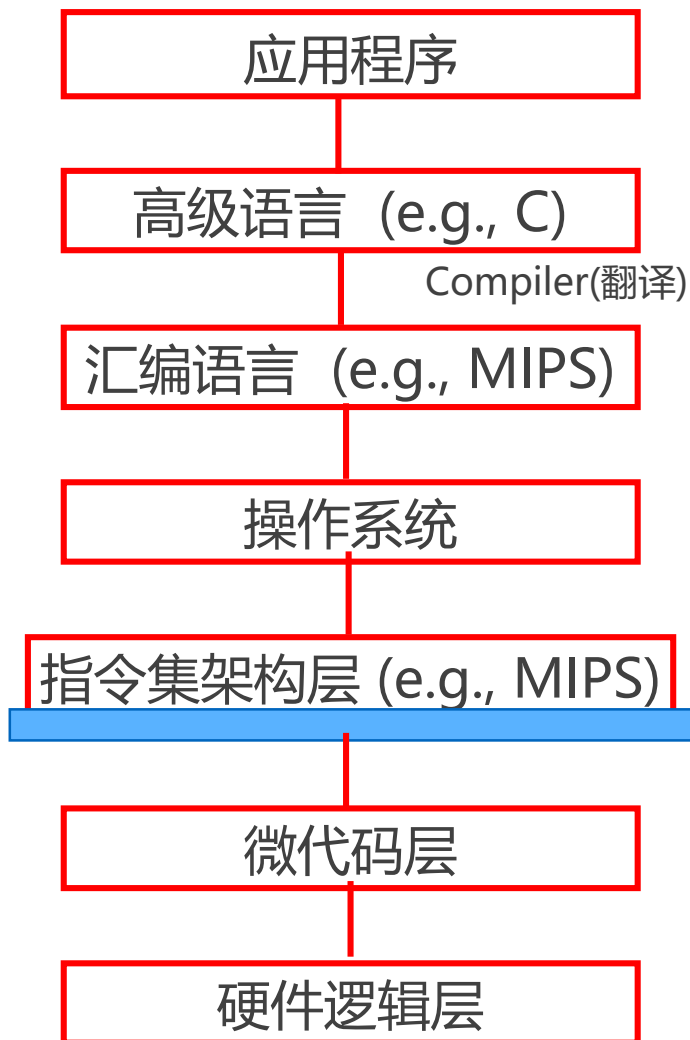 应用程序
高级语言 (e.g., C)
Compiler(翻译)
汇编语言 (e.g., MIPS)
操作系统
指令集架构层 (e.g., MIPS)
微代码层
硬件逻辑层